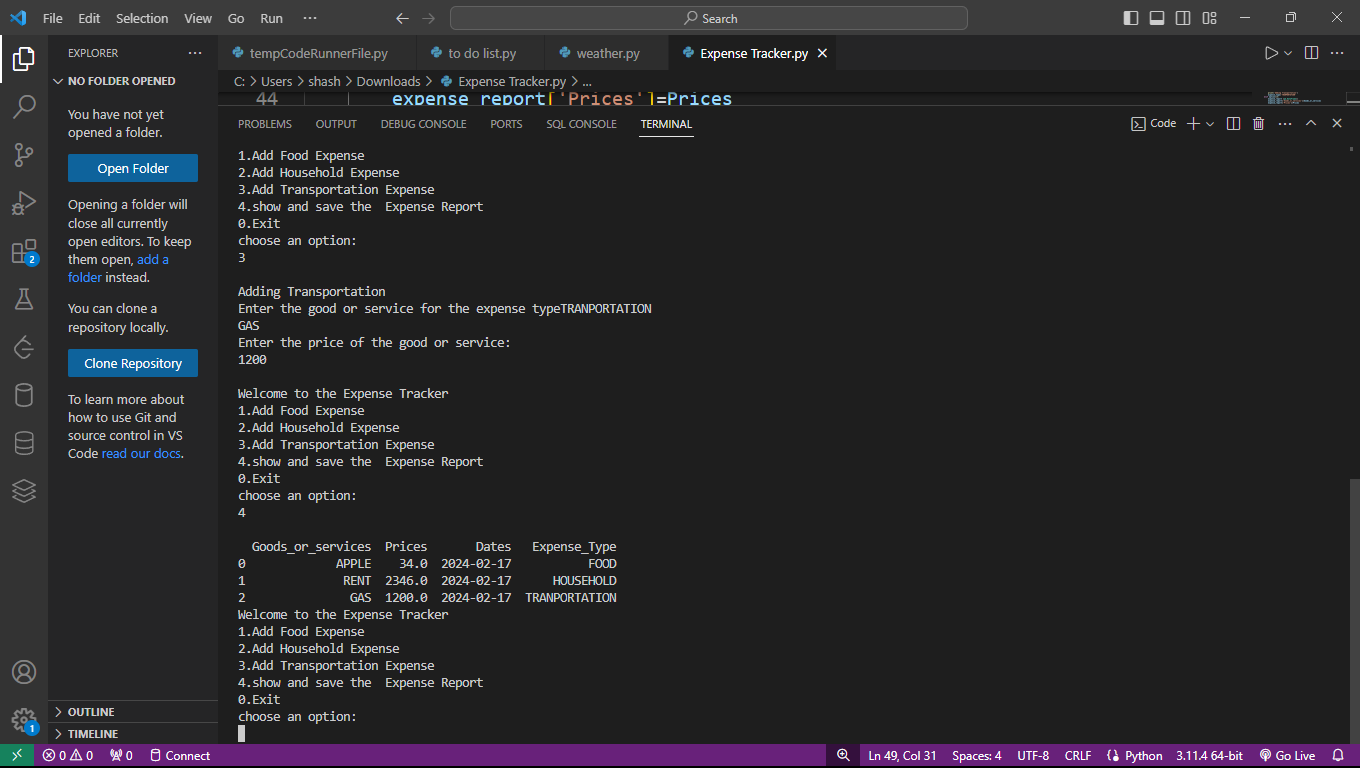 File Edit Selection View Go Run ··· Search
EXPLORER ···
NO FOLDER OPENED
You have not yet
opened a folder.
Open Folder
Opening a folder will
close all currently
open editors. To keep
them open, add a
folder instead.
You can clone a
repository locally.
Clone Repository
To learn more about
how to use Git and
source control in VS
Code read our docs.
OUTLINE
TIMELINE
2
1
tempCodeRunnerFile.py to do list.py weather.py Expense Tracker.py
C: > Users > shash > Downloads > Expense Tracker.py > ...
44 expense_report['Prices']=Prices
PROBLEMS OUTPUT DEBUG CONSOLE PORTS SQL CONSOLE TERMINAL Code
1.Add Food Expense
2.Add Household Expense
3.Add Transportation Expense
4.show and save the  Expense Report
0.Exit
choose an option:
3
Adding Transportation
Enter the good or service for the expense typeTRANPORTATION
GAS
Enter the price of the good or service:
1200
Welcome to the Expense Tracker
1.Add Food Expense
2.Add Household Expense
3.Add Transportation Expense
4.show and save the  Expense Report
0.Exit
choose an option:
4
Goods_or_services Prices Dates Expense_Type
0 APPLE 34.0 2024-02-17 FOOD
1 RENT 2346.0 2024-02-17 HOUSEHOLD
2 GAS 1200.0 2024-02-17 TRANPORTATION
Welcome to the Expense Tracker
1.Add Food Expense
2.Add Household Expense
3.Add Transportation Expense
4.show and save the  Expense Report
0.Exit
choose an option:
0 0 0 Connect Ln 49, Col 31 Spaces: 4 UTF-8 CRLF Python 3.11.4 64-bit Go Live